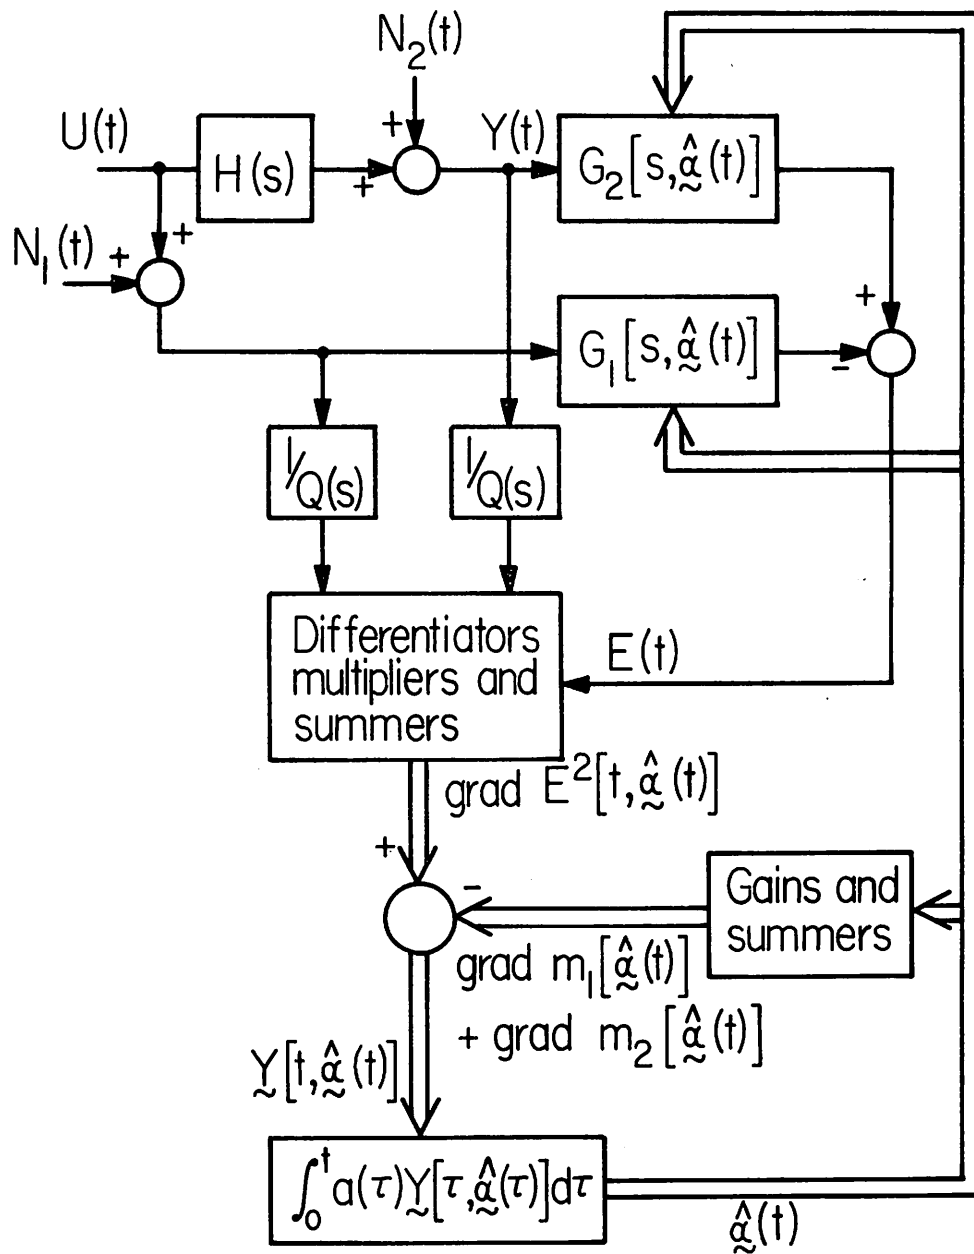 N₂(t)
+
U(t)
H(s)
+
Y(t)
G₂[s,α̰̂(t)]
N₁(t)
+
+
+
G₁[s,α̰̂(t)]
-
1/Q(s)
1/Q(s)
Differentiators
multipliers and
summers
E(t)
grad E²[t,α̰̂(t)]
+
-
Gains and
summers
grad m₁[α̰̂(t)]
+ grad m₂[α̰̂(t)]
Y̰[t,α̰̂(t)]
∫₀ᵗa(τ)Y̰[τ,α̰̂(τ)]dτ
α̰̂(t)